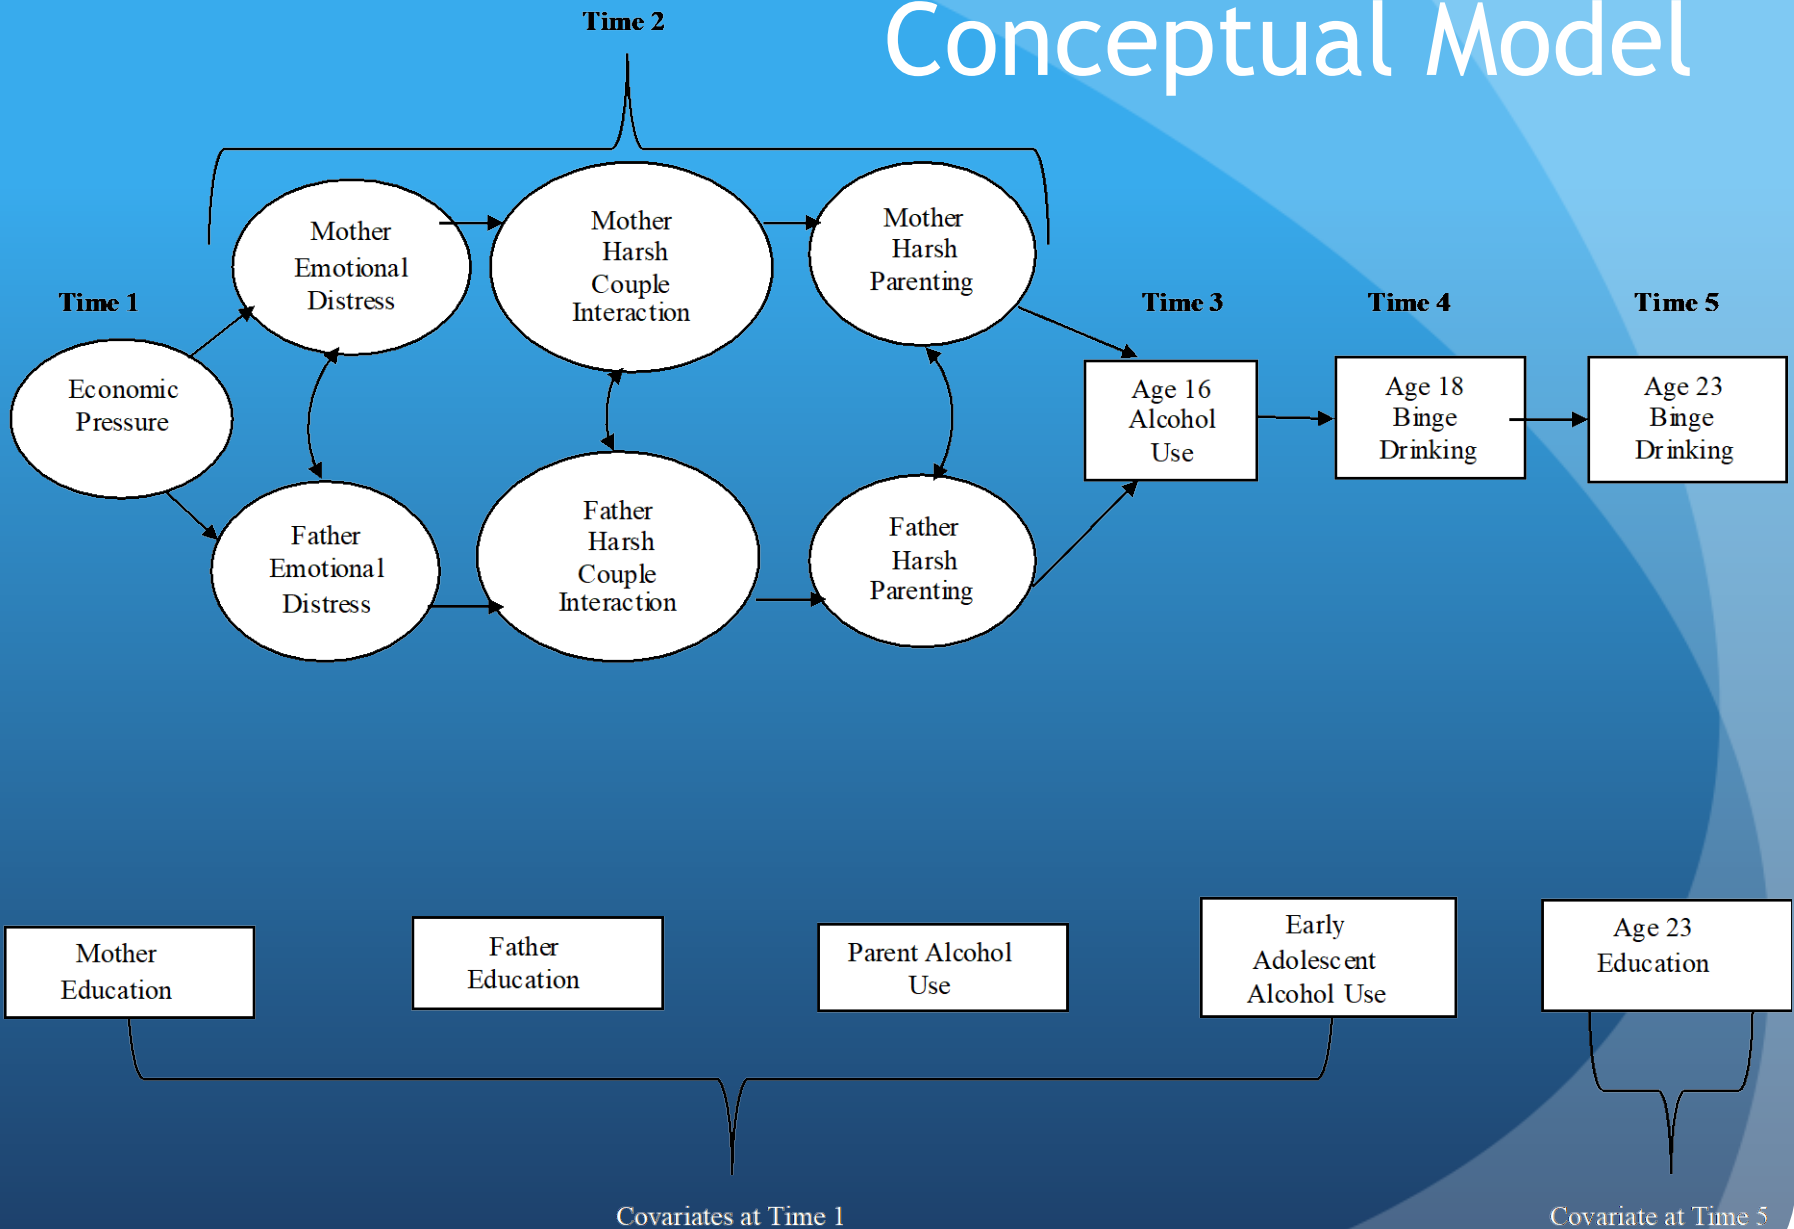 Conceptual Model
Time 2
Mother
Emotional
Distress
Mother
Harsh
Couple
Interaction
Mother
Harsh
Parenting
Time 1
Economic
Pressure
Time 3
Time 4
Time 5
Age 16
Alcohol
Use
Age 18
Binge
Drinking
Age 23
Binge
Drinking
Father
Emotional
Distress
Father
Harsh
Couple
Interaction
Father
Harsh
Parenting
Mother
Education
Father
Education
Parent Alcohol
Use
Early
Adolescent
Alcohol Use
Age 23
Education
Covariates at Time 1
Covariate at Time 5